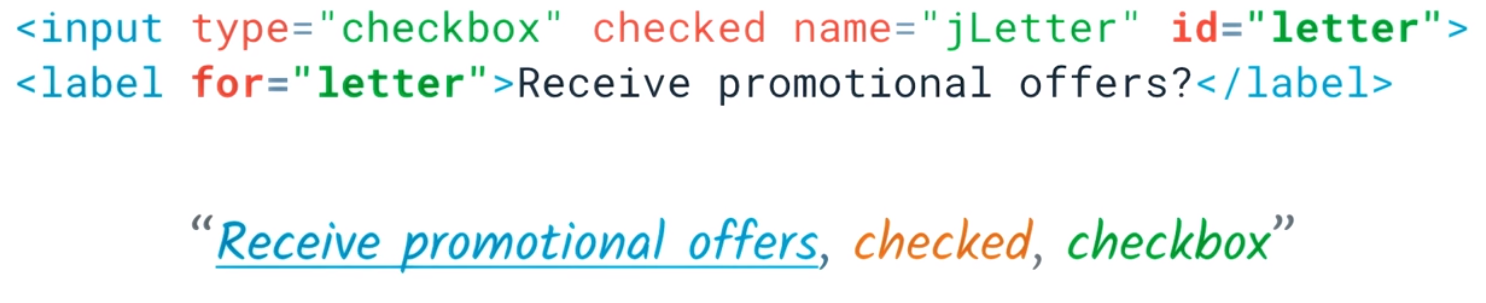 <input type="checkbox" checked name="jLetter" id="letter">
<label for="letter">Receive promotional offers?</label>
“Receive promotional offers, checked, checkbox”